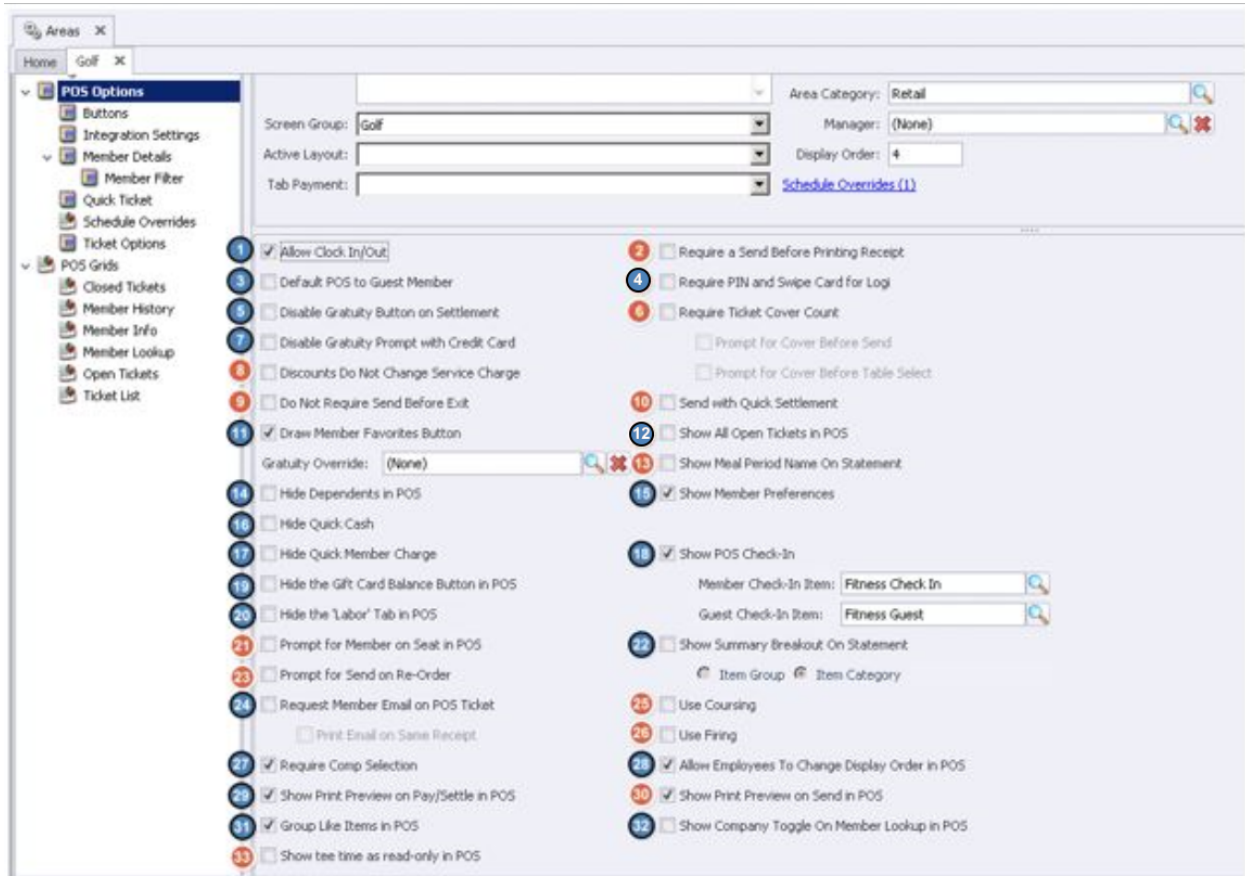 Areas
Home Golf
POS Options
Buttons
Integration Settings
Member Details
Member Filter
Quick Ticket
Schedule Overrides
Ticket Options
POS Grids
Closed Tickets
Member History
Member Info
Member Lookup
Open Tickets
Ticket List
Area Category: Retail
Screen Group: Golf Manager: (None)
Active Layout: Display Order: 4
Tab Payment: Schedule Overrides (1)
1 Allow Clock In/Out 2 Require a Send Before Printing Receipt
3 Default POS to Guest Member 4 Require PIN and Swipe Card for Logi
5 Disable Gratuity Button on Settlement 6 Require Ticket Cover Count
7 Disable Gratuity Prompt with Credit Card Prompt for Cover Before Send
8 Discounts Do Not Change Service Charge Prompt for Cover Before Table Select
9 Do Not Require Send Before Exit 10 Send with Quick Settlement
11 Draw Member Favorites Button 12 Show All Open Tickets in POS
Gratuity Override: (None) 13 Show Meal Period Name On Statement
14 Hide Dependents in POS 15 Show Member Preferences
16 Hide Quick Cash
17 Hide Quick Member Charge 18 Show POS Check-In
19 Hide the Gift Card Balance Button in POS Member Check-In Item: Fitness Check In
20 Hide the 'Labor' Tab in POS Guest Check-In Item: Fitness Guest
21 Prompt for Member on Seat in POS 22 Show Summary Breakout On Statement
23 Prompt for Send on Re-Order Item Group Item Category
24 Request Member Email on POS Ticket 25 Use Coursing
Print Email on Same Receipt 26 Use Firing
27 Require Comp Selection 28 Allow Employees To Change Display Order in POS
29 Show Print Preview on Pay/Settle in POS 30 Show Print Preview on Send in POS
31 Group Like Items in POS 32 Show Company Toggle On Member Lookup in POS
33 Show tee time as read-only in POS